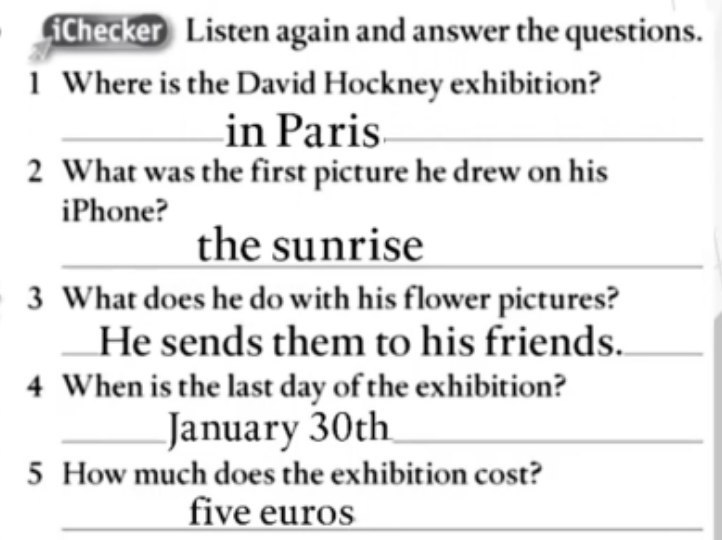 iChecker Listen again and answer the questions.
1 Where is the David Hockney exhibition?
in Paris
2 What was the first picture he drew on his
iPhone?
the sunrise
3 What does he do with his flower pictures?
He sends them to his friends.
4 When is the last day of the exhibition?
January 30th
5 How much does the exhibition cost?
five euros